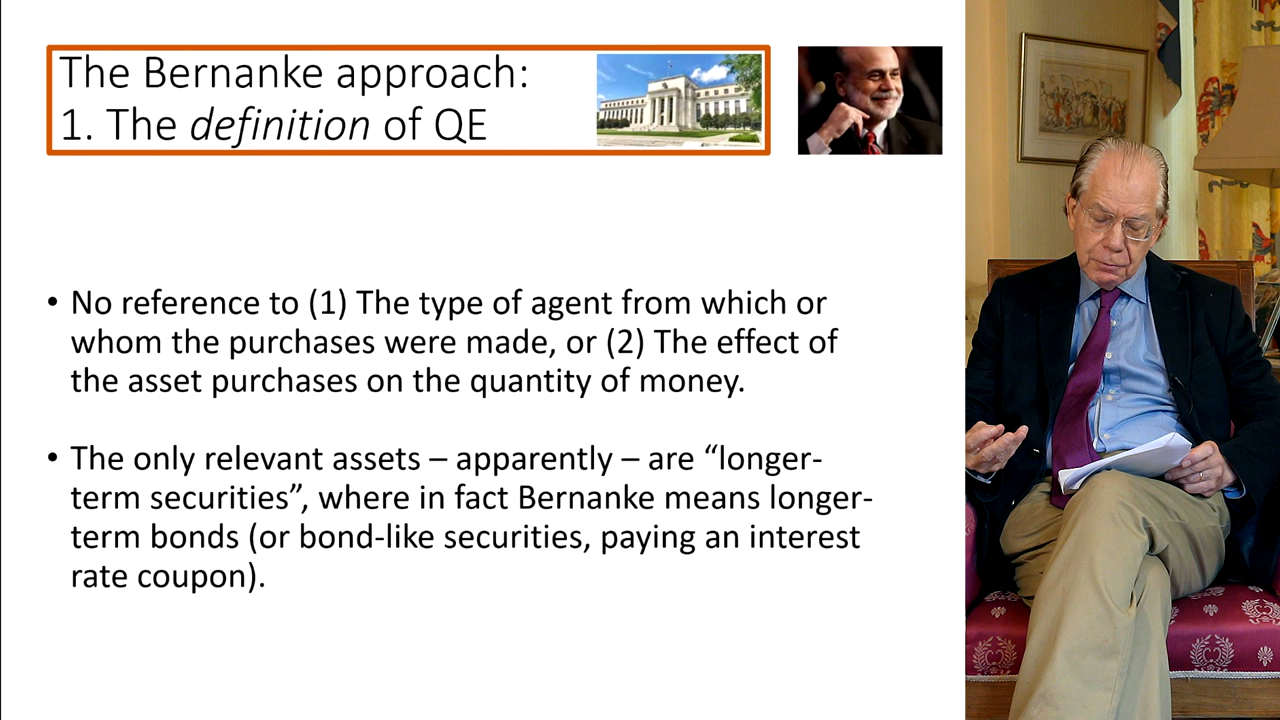 The Bernanke approach:
1. The definition of QE
• No reference to (1) The type of agent from which or
whom the purchases were made, or (2) The effect of
the asset purchases on the quantity of money.
• The only relevant assets – apparently – are “longer-
term securities”, where in fact Bernanke means longer-
term bonds (or bond-like securities, paying an interest
rate coupon).